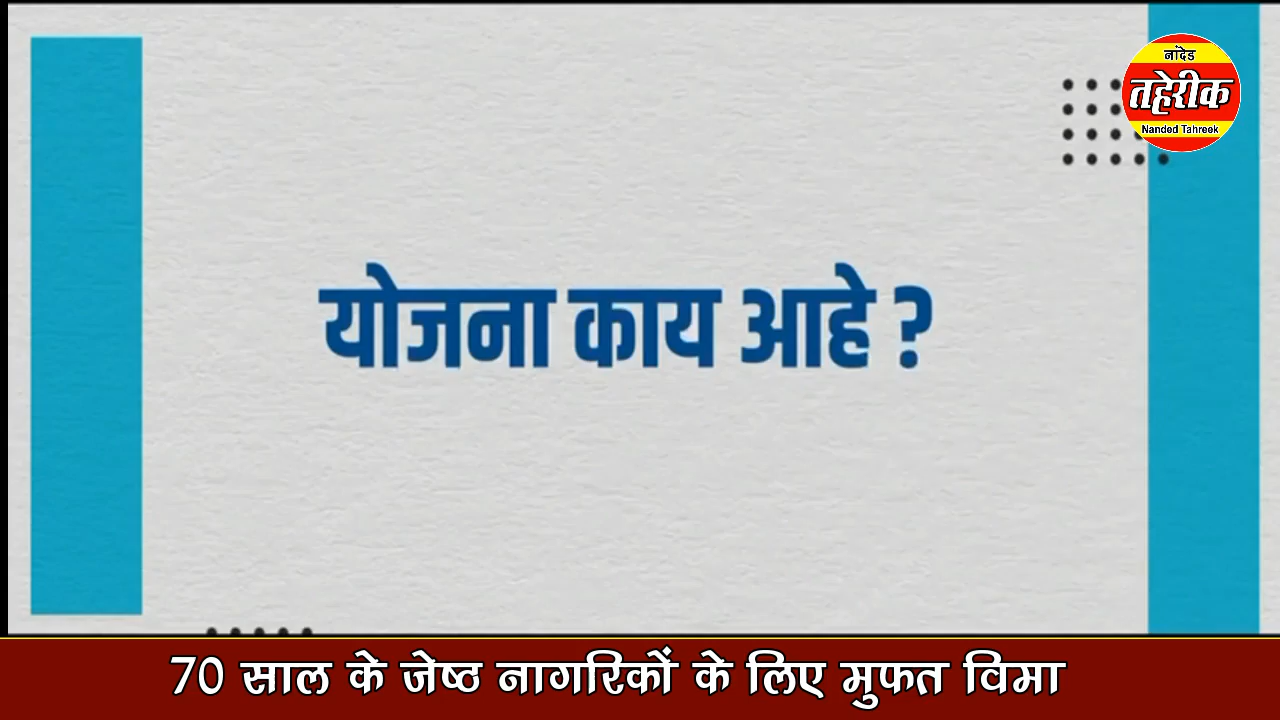 नांदेड
तहेरीक
Nanded Tahreek
योजना काय आहे ?
70 साल के जेष्ठ नागरिकों के लिए मुफत विमा